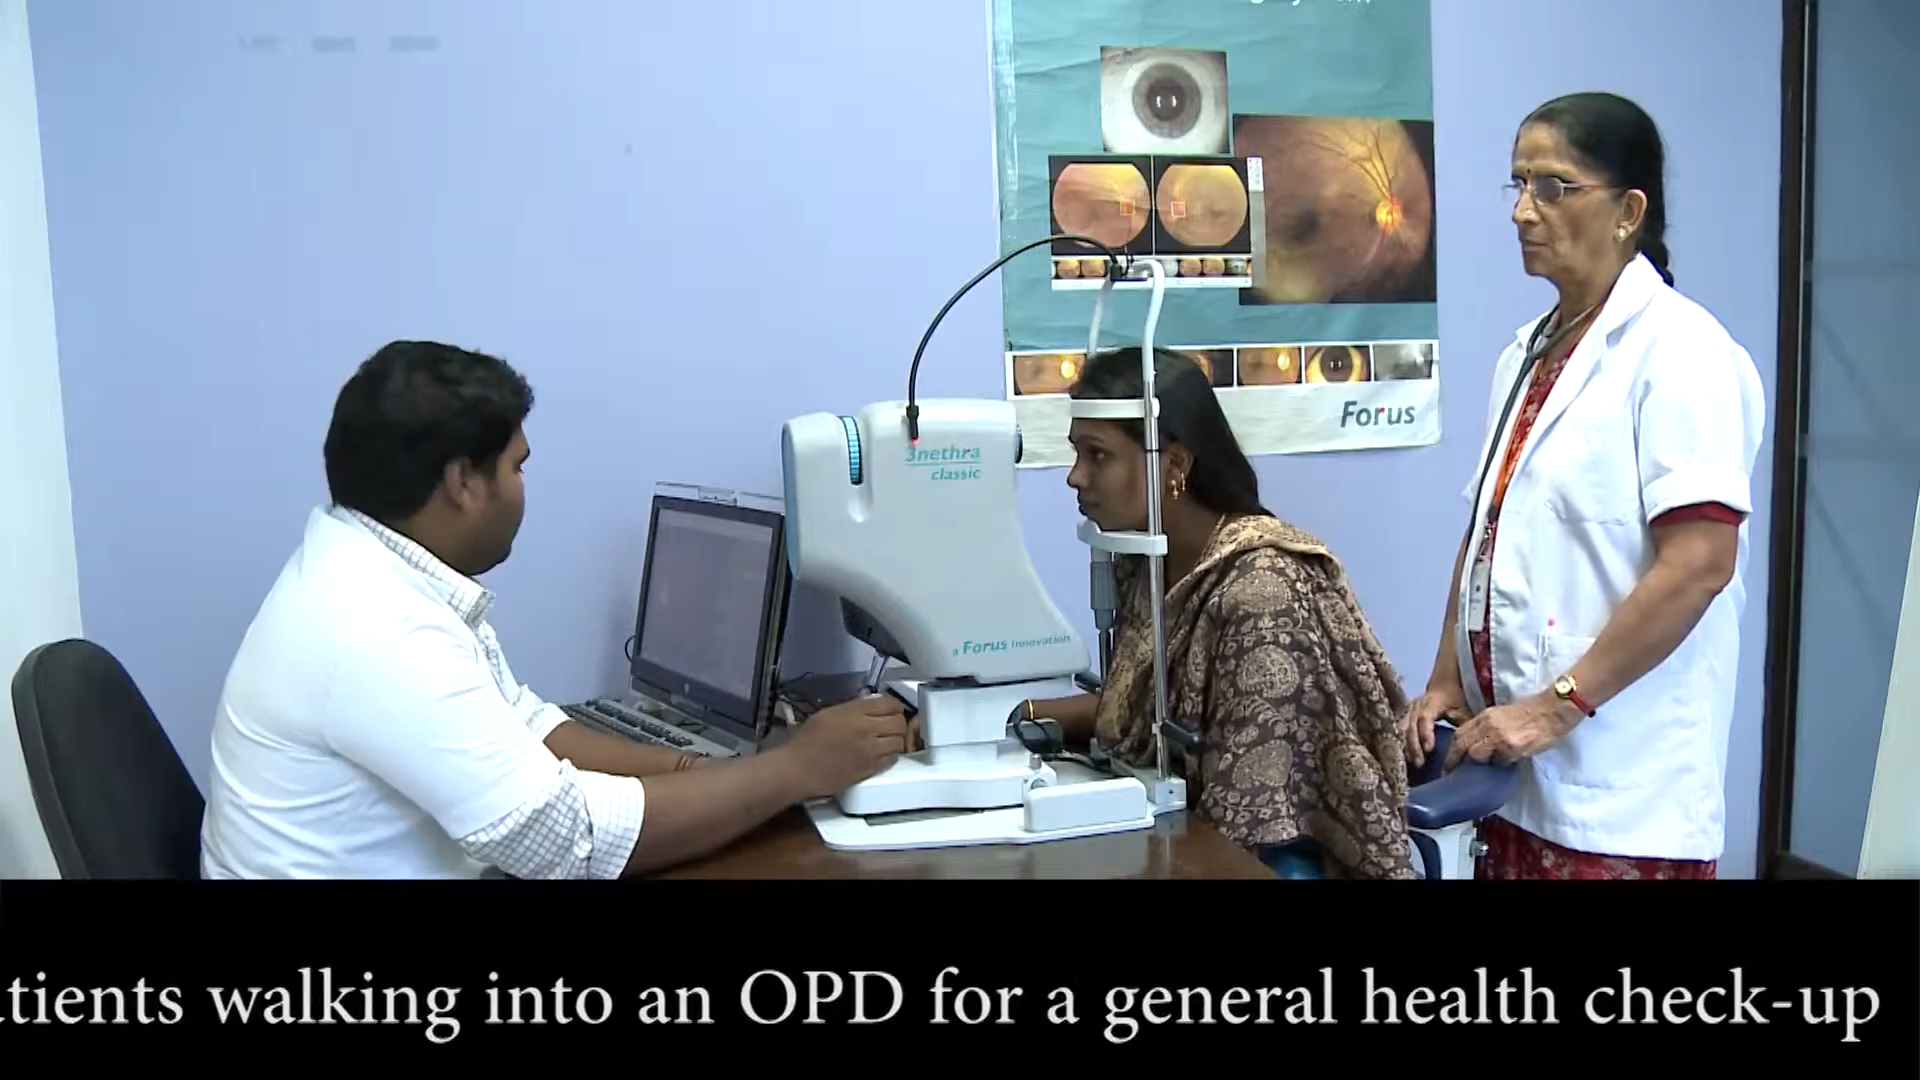 Forus
3nethra
classic
a Forus innovation
tients walking into an OPD for a general health check-up